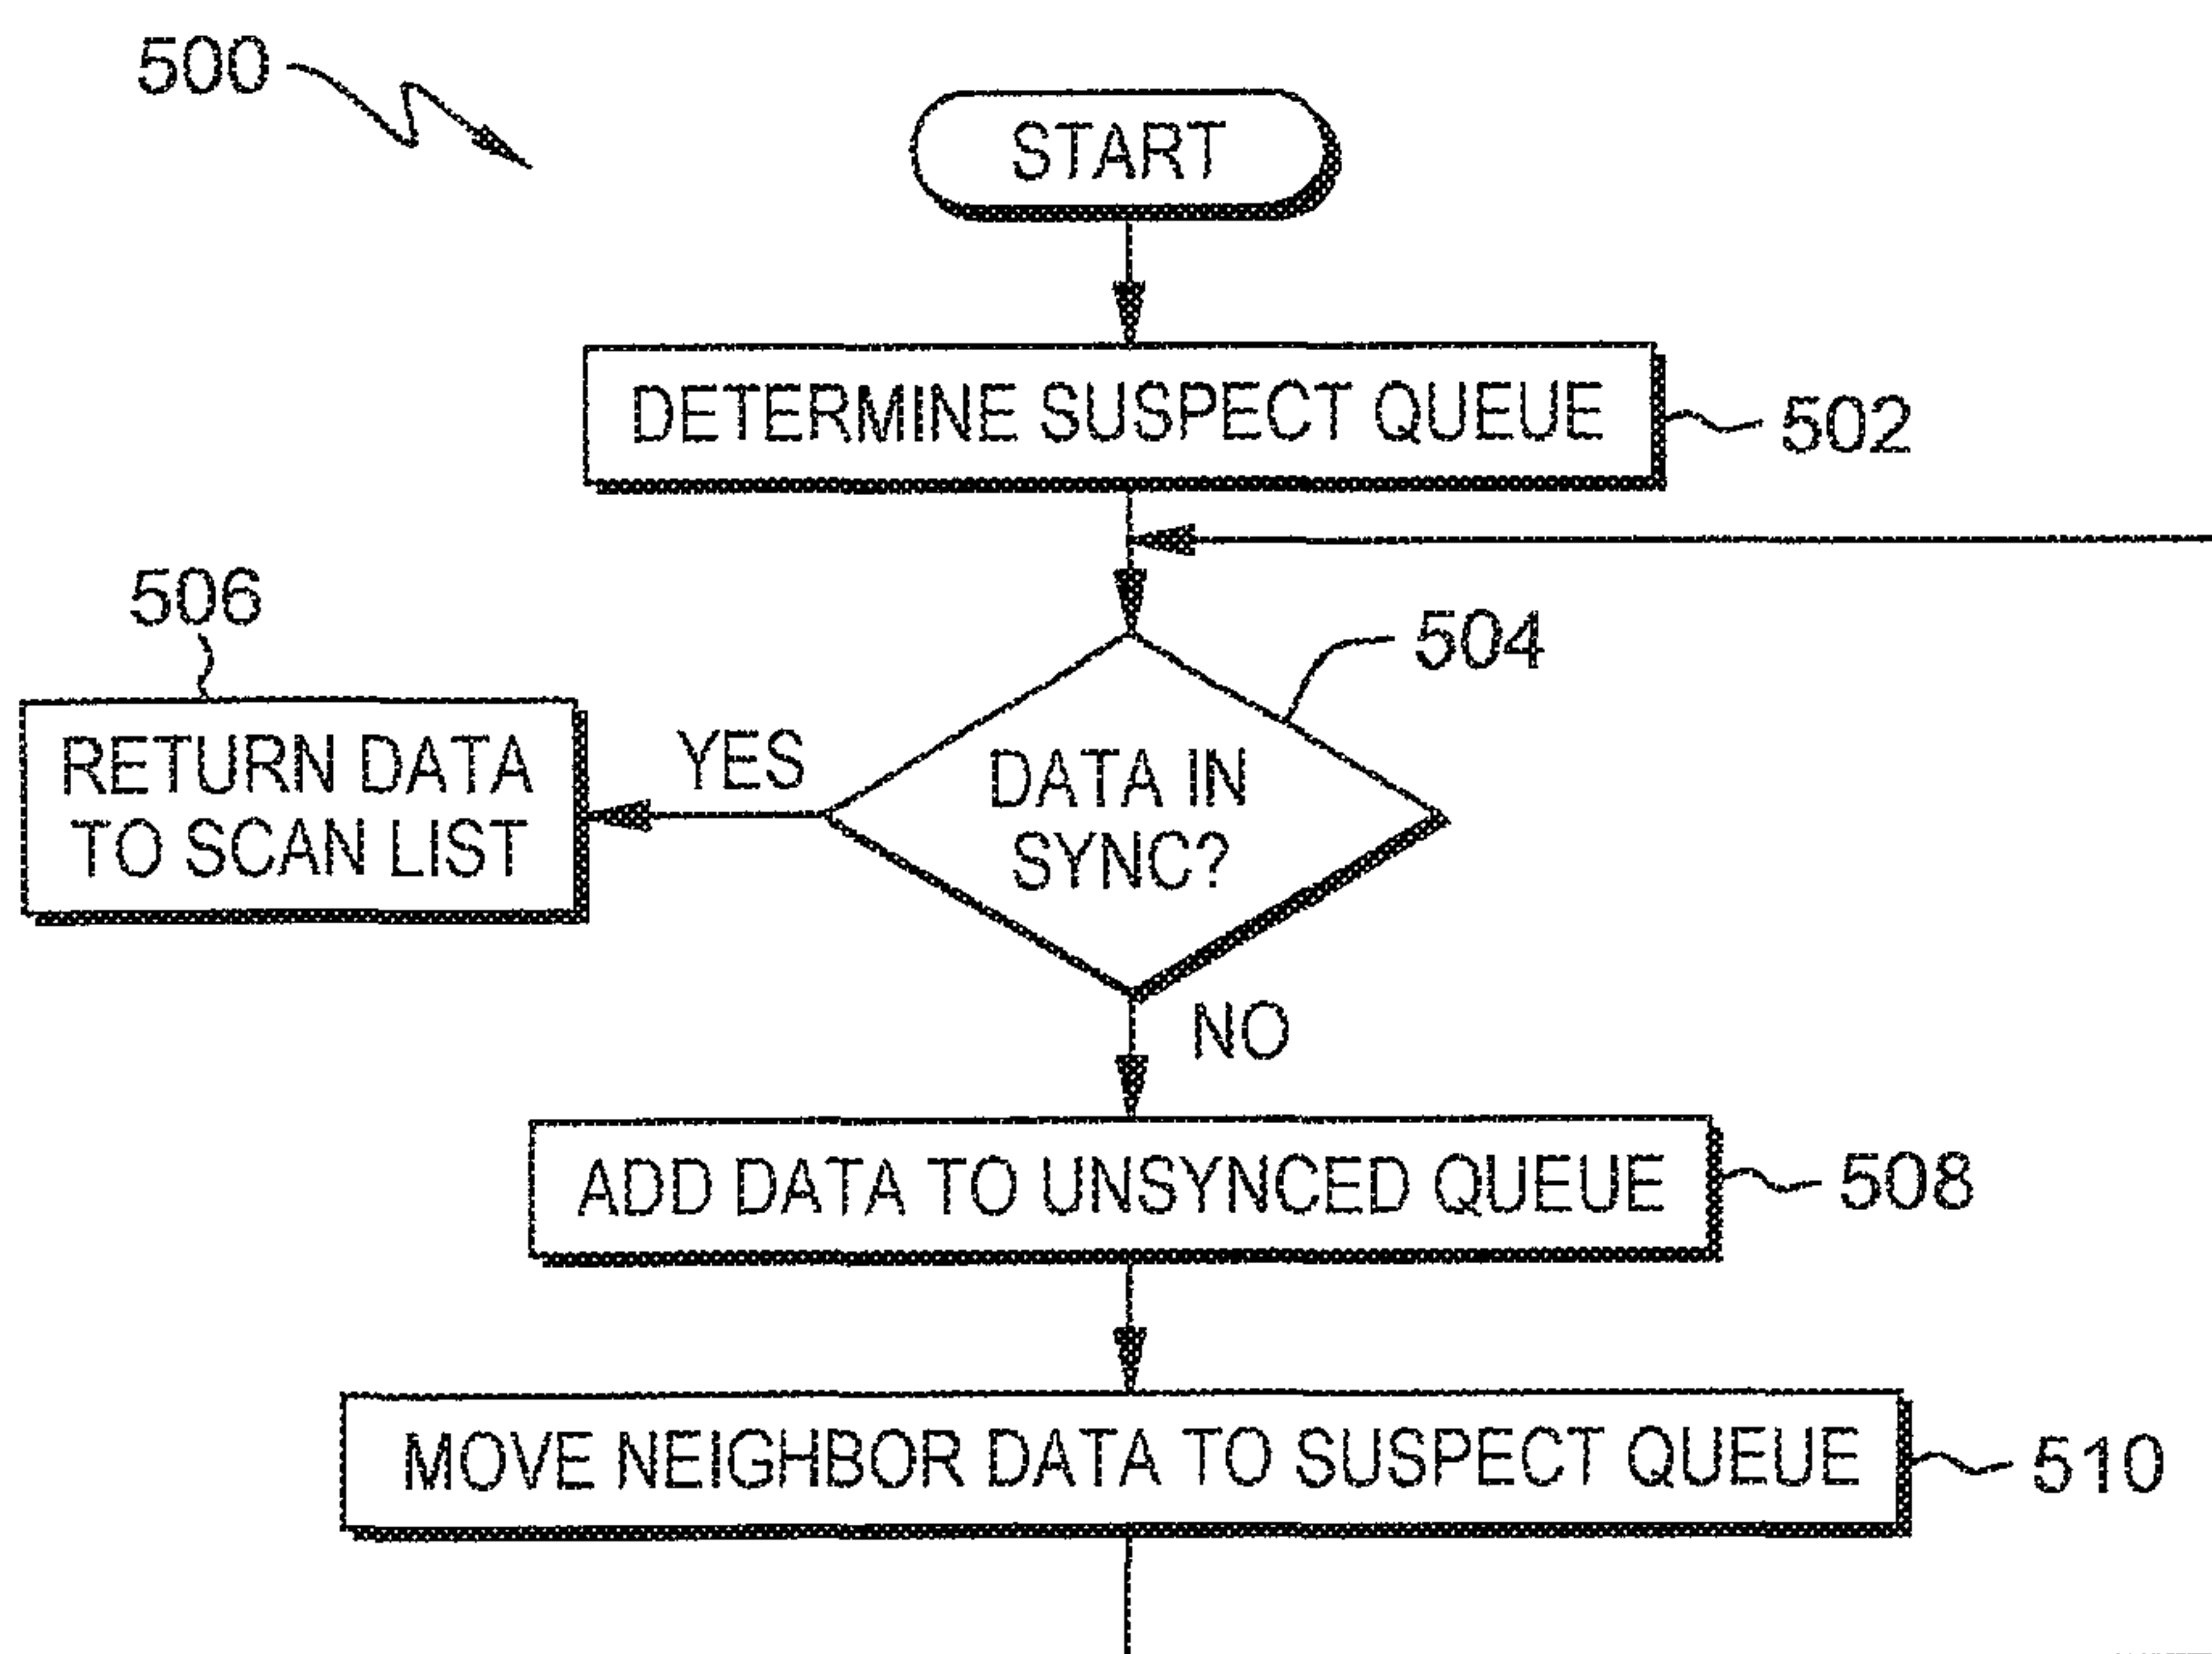 500
START
DETERMINE SUSPECT QUEUE
502
506
504
RETURN DATA
TO SCAN LIST
YES
DATA IN
SYNC?
NO
ADD DATA TO UNSYNCED QUEUE
508
MOVE NEIGHBOR DATA TO SUSPECT QUEUE
510